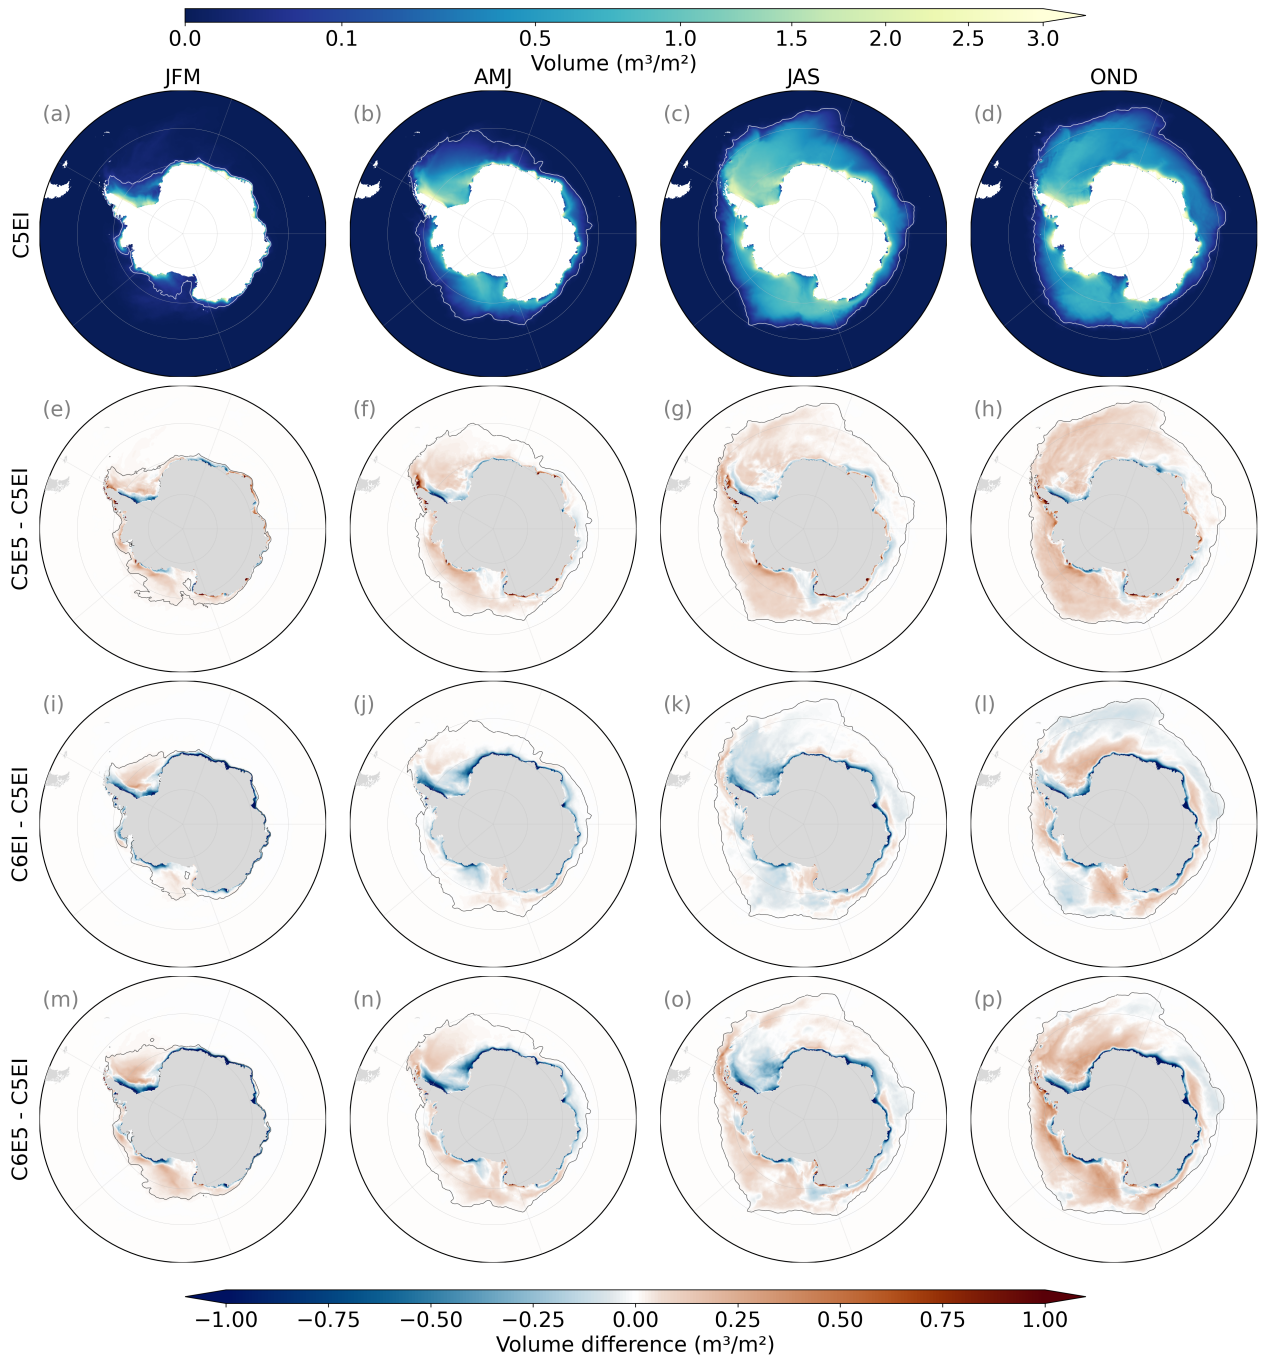 0.0 0.1 0.5 1.0 1.5 2.0 2.5 3.0
Volume (m³/m²)
JFM AMJ JAS OND
C5EI
(a) (b) (c) (d)
C5E5 - C5EI
(e) (f) (g) (h)
C6EI - C5EI
(i) (j) (k) (l)
C6E5 - C5EI
(m) (n) (o) (p)
−1.00 −0.75 −0.50 −0.25 0.00 0.25 0.50 0.75 1.00
Volume difference (m³/m²)